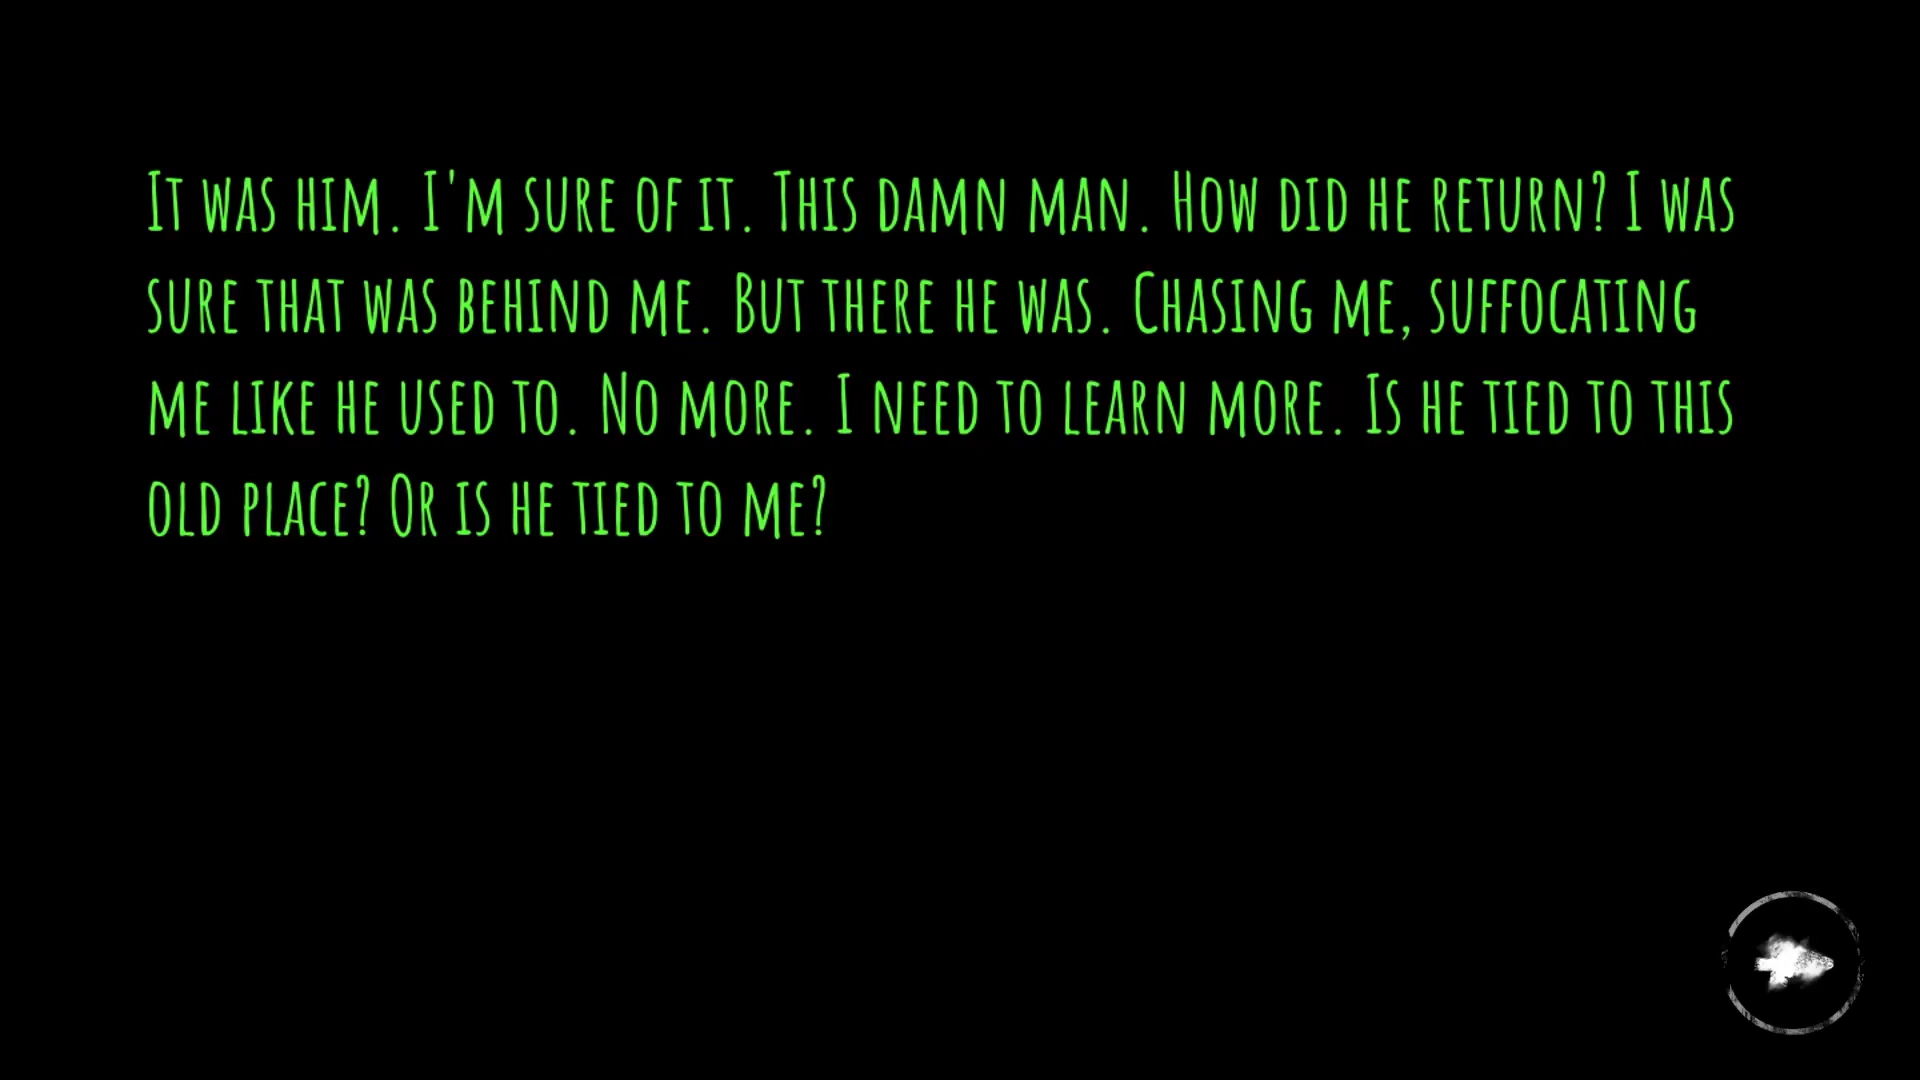 It was him. I'm sure of it. This damn man. How did he return? I was
sure that was behind me. But there he was. Chasing me, suffocating
me like he used to. No more. I need to learn more. Is he tied to this
old place? Or is he tied to me?